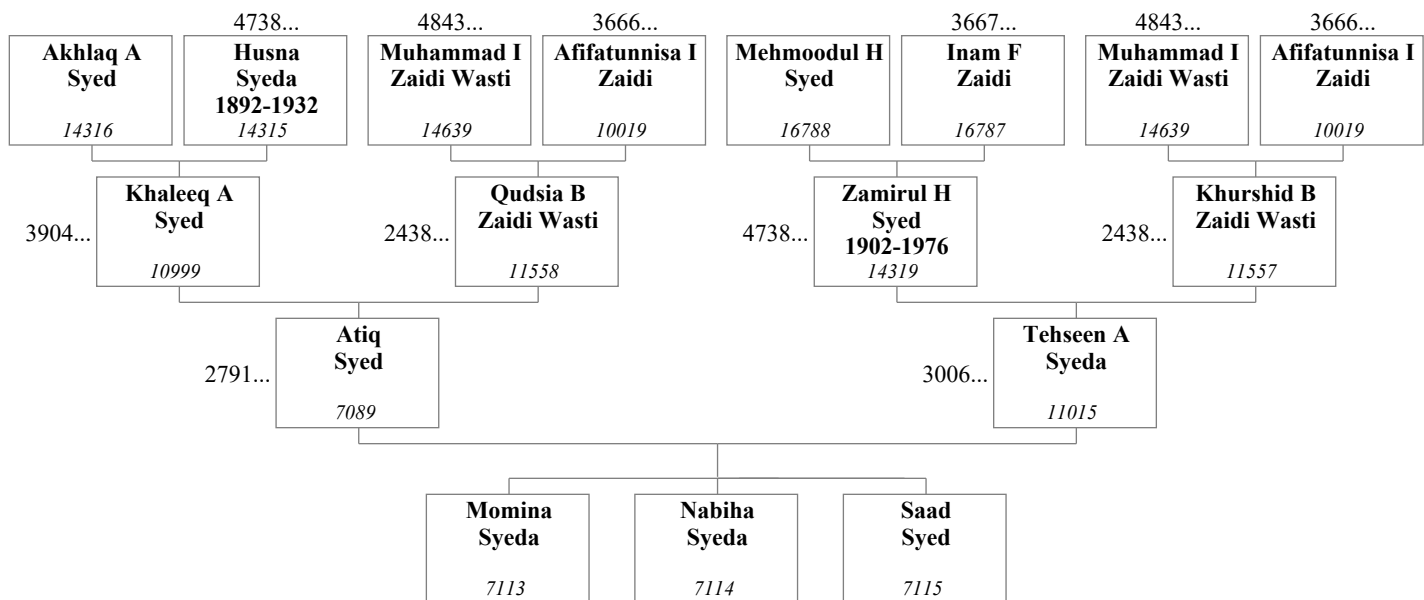 4738... 4843... 3666... 3667... 4843... 3666...
Akhlaq A
Syed
14316
Husna
Syeda
1892-1932
14315
Muhammad I
Zaidi Wasti
14639
Afifatunnisa I
Zaidi
10019
Mehmoodul H
Syed
16788
Inam F
Zaidi
16787
Muhammad I
Zaidi Wasti
14639
Afifatunnisa I
Zaidi
10019
3904...
Khaleeq A
Syed
10999
2438...
Qudsia B
Zaidi Wasti
11558
4738...
Zamirul H
Syed
1902-1976
14319
2438...
Khurshid B
Zaidi Wasti
11557
2791...
Atiq
Syed
7089
3006...
Tehseen A
Syeda
11015
Momina
Syeda
7113
Nabiha
Syeda
7114
Saad
Syed
7115